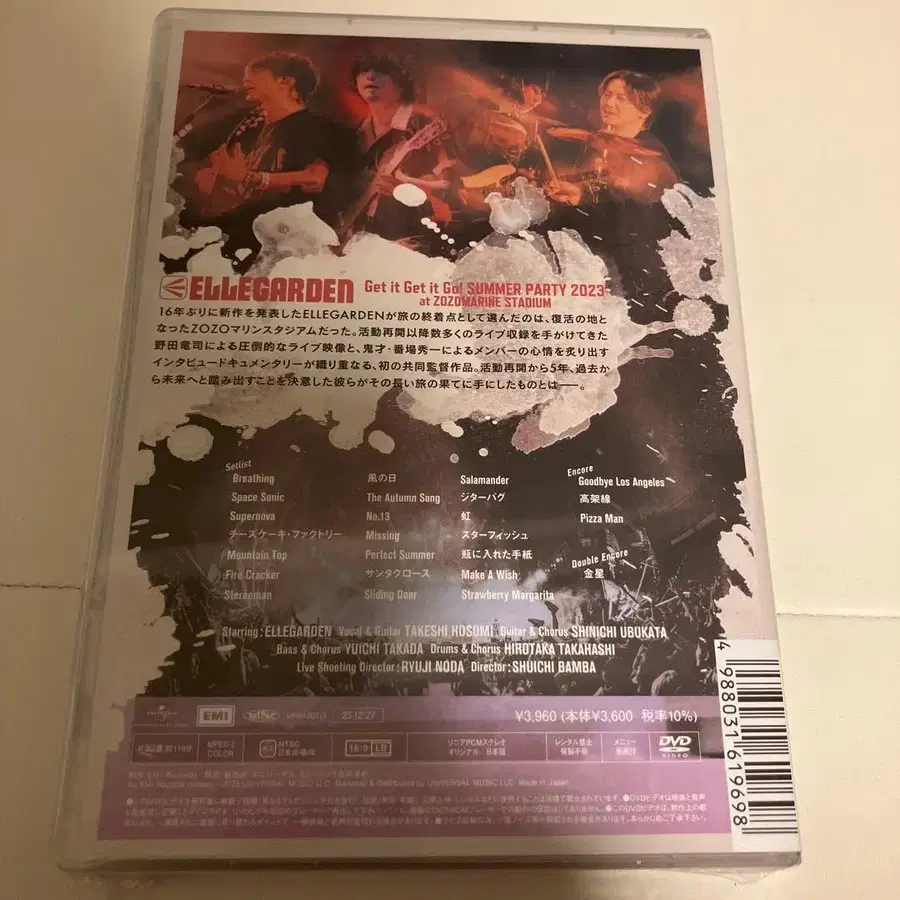 ELLEGARDEN Get it Get it Go! SUMMER PARTY 2023
at ZOZOMARINE STADIUM
16年ぶりに新作を発表したELLEGARDENが旅の終着点として選んだのは、復活の地と
なったZOZOマリンスタジアムだった。活動再開以降数多くのライブ収録を手がけてきた
野田竜司による圧倒的なライブ映像と、鬼才・番場秀一によるメンバーの心情を炙り出す
インタビュードキュメンタリーが織り重なる、初の共同監督作品。活動再開から5年、過去か
ら未来へと踏み出すことを決意した彼らがその長い旅の果てに手にしたものとは──。
Setlist
Breathing
Space Sonic
Supernova
チーズケーキ・ファクトリー
Mountain Top
Fire Cracker
Stereoman
風の日
The Autumn Song
No.13
Missing
Perfect Summer
サンタクロース
Sliding Door
Salamander
ジターバグ
虹
スターフィッシュ
瓶に入れた手紙
Make A Wish
Strawberry Margarita
Encore
Goodbye Los Angeles
高架線
Pizza Man
Double Encore
金星
Starring : ELLEGARDEN Vocal & Guitar TAKESHI HOSOMI Guitar & Chorus SHINICHI UBUKATA
Bass & Chorus YUICHI TAKADA Drums & Chorus HIROTAKA TAKAHASHI
Live Shooting Director : RYUJI NODA Director : SHUICHI BAMBA
EMI 23.12.27 ¥3,960 (本体¥3,600 税率10%)
MPEG-2 COLOR NTSC 日本市場向 16:9 LB リニアPCMステレオ オリジナル 日本語 レンタル禁止 複製不能 メニュー DVD VIDEO
UNIVERSAL MUSIC LLC. Made in Japan
4 988031 619698